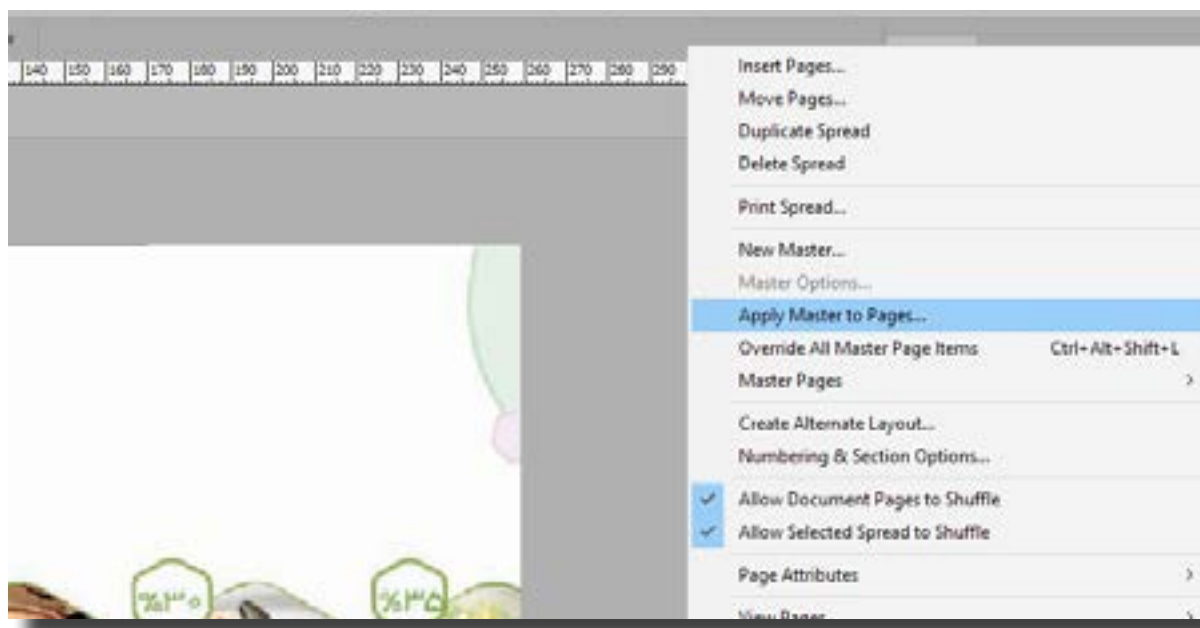 140 150 160 170 180 190 200 210 220 230 240 250 260 270 280 290
Insert Pages...
Move Pages...
Duplicate Spread
Delete Spread
Print Spread...
New Master...
Master Options...
Apply Master to Pages...
Override All Master Page Items Ctrl+Alt+Shift+L
Master Pages
Create Alternate Layout...
Numbering & Section Options...
Allow Document Pages to Shuffle
Allow Selected Spread to Shuffle
Page Attributes
View Pages
%۳۰ %۳۵